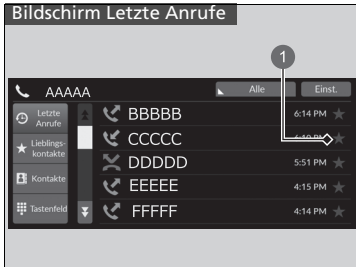 Bildschirm Letzte Anrufe
1
AAAAA
Alle
Einst.
Letzte
Anrufe
BBBBB
6:14 PM
Lieblings-
kontakte
CCCCC
DDDDD
5:51 PM
Kontakte
EEEEE
4:15 PM
Tastenfeld
FFFFF
4:14 PM